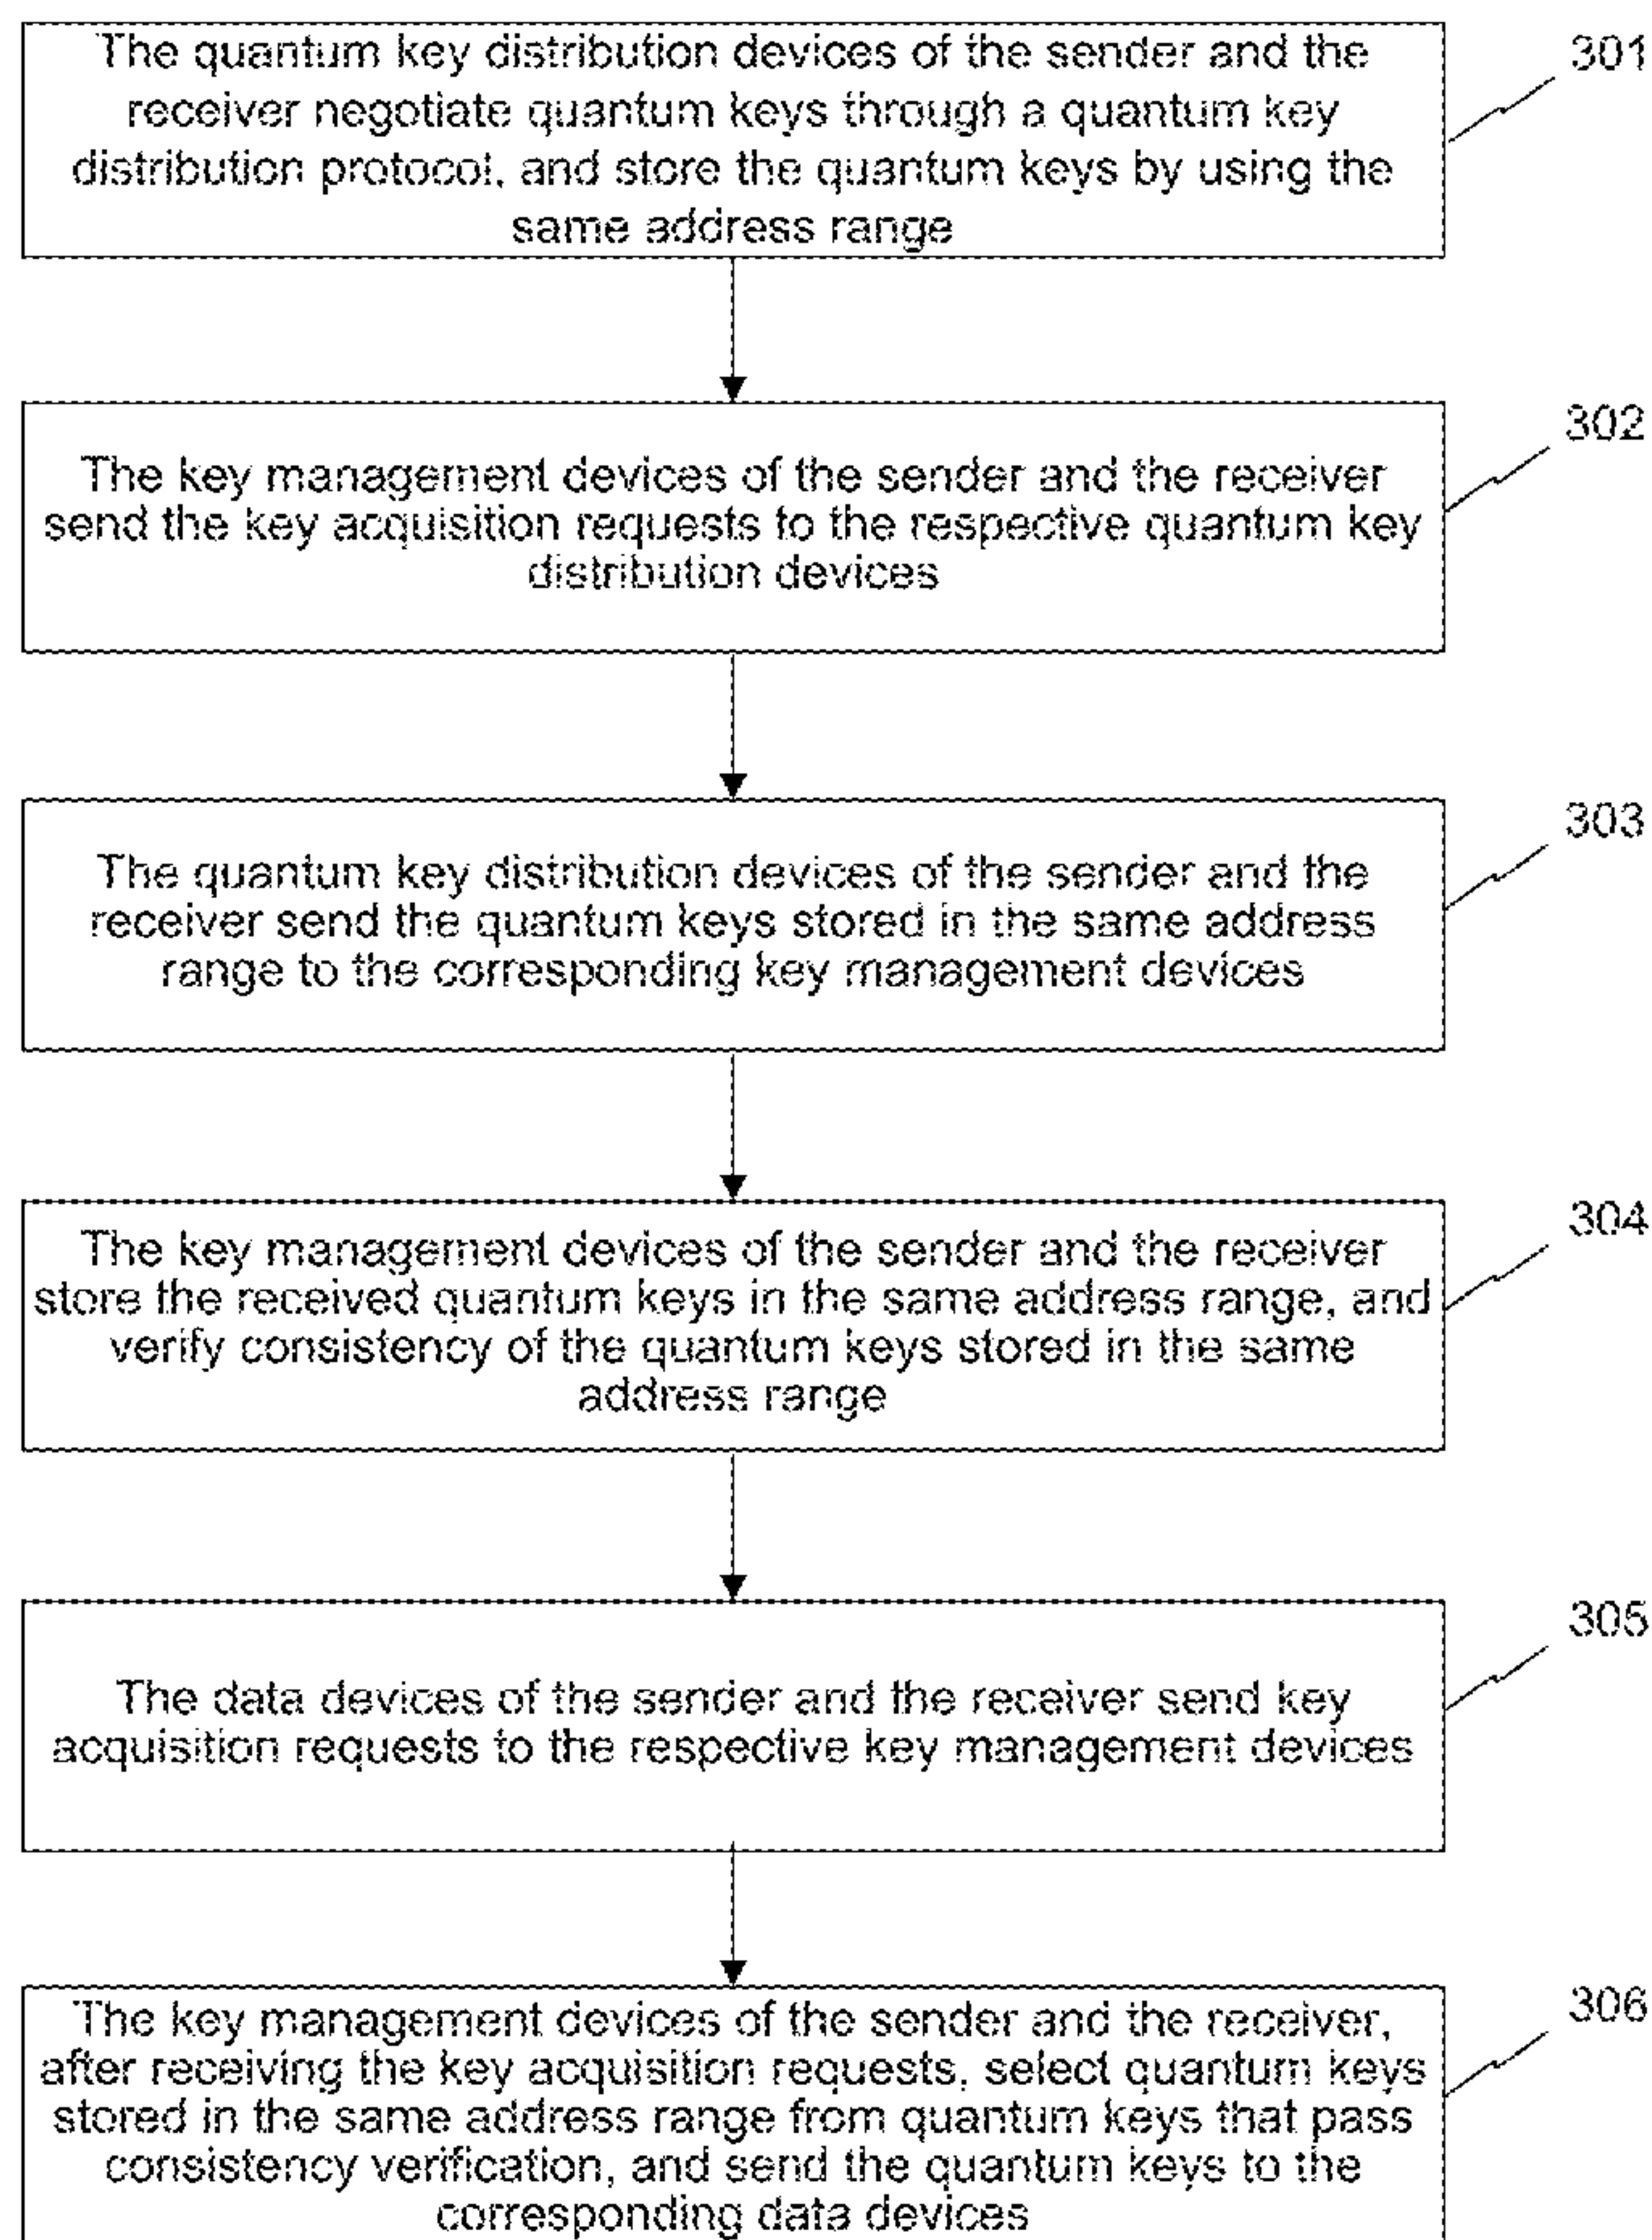 The quantum key distribution devices of the sender and the
receiver negotiate quantum keys through a quantum key
distribution protocol, and store the quantum keys by using the
same address range
301
The key management devices of the sender and the receiver
send the key acquisition requests to the respective quantum key
distribution devices
302
The quantum key distribution devices of the sender and the
receiver send the quantum keys stored in the same address
range to the corresponding key management devices
303
The key management devices of the sender and the receiver
store the received quantum keys in the same address range, and
verify consistency of the quantum keys stored in the same
address range
304
The data devices of the sender and the receiver send key
acquisition requests to the respective key management devices
305
The key management devices of the sender and the receiver,
after receiving the key acquisition requests, select quantum keys
stored in the same address range from quantum keys that pass
consistency verification, and send the quantum keys to the
corresponding data devices
306